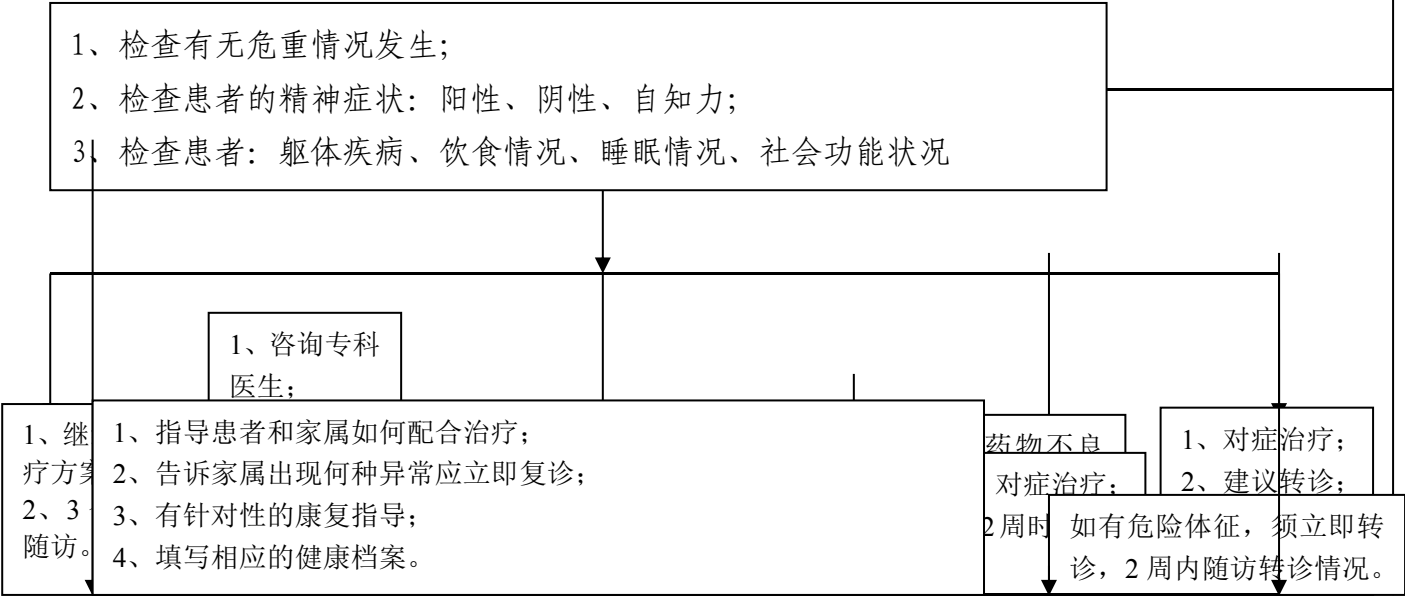 1、检查有无危重情况发生；
2、检查患者的精神症状：阳性、阴性、自知力；
3、检查患者：躯体疾病、饮食情况、睡眠情况、社会功能状况
1、咨询专科
医生；
1、继
疗方案
2、3
随访。
1、指导患者和家属如何配合治疗；
2、告诉家属出现何种异常应立即复诊；
3、有针对性的康复指导；
4、填写相应的健康档案。
药物不良
对症治疗；
2周时
1、对症治疗；
2、建议转诊；
如有危险体征，须立即转
诊，2周内随访转诊情况。